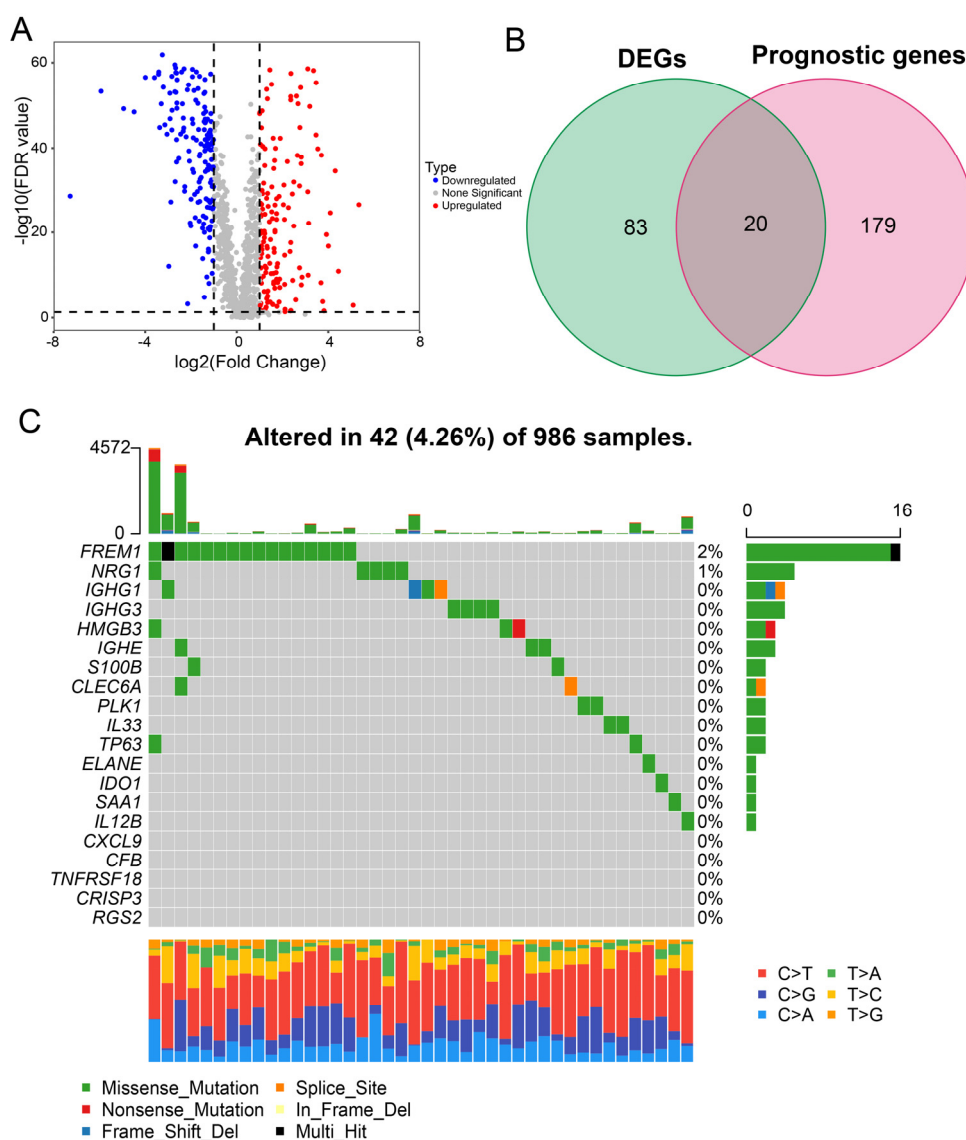 A
60
40
20
0
-log10(FDR value)
-8
-4
0
4
8
log2(Fold Change)
Type
Downregulated
None Significant
Upregulated
B
DEGs
Prognostic genes
83
20
179
C
Altered in 42 (4.26%) of 986 samples.
4572
0
0
16
FREM1 2%
NRG1 1%
IGHG1 0%
IGHG3 0%
HMGB3 0%
IGHE 0%
S100B 0%
CLEC6A 0%
PLK1 0%
IL33 0%
TP63 0%
ELANE 0%
IDO1 0%
SAA1 0%
IL12B 0%
CXCL9 0%
CFB 0%
TNFRSF18 0%
CRISP3 0%
RGS2 0%
C>T T>A
C>G T>C
C>A T>G
Missense_Mutation Splice_Site
Nonsense_Mutation In_Frame_Del
Frame_Shift_Del Multi_Hit